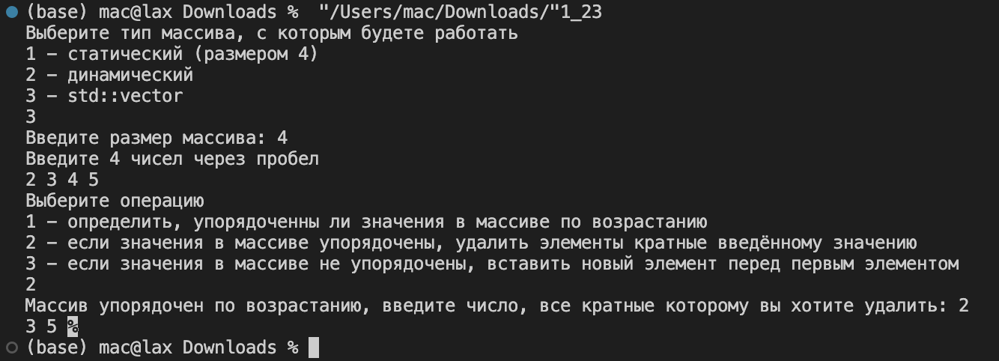 (base) mac@lax Downloads %  "/Users/mac/Downloads/"1_23
Выберите тип массива, с которым будете работать
1 – статический (размером 4)
2 – динамический
3 – std::vector
3
Введите размер массива: 4
Введите 4 чисел через пробел
2 3 4 5
Выберите операцию
1 – определить, упорядоченны ли значения в массиве по возрастанию
2 – если значения в массиве упорядочены, удалить элементы кратные введённому значению
3 – если значения в массиве не упорядочены, вставить новый элемент перед первым элементом
2
Массив упорядочен по возрастанию, введите число, все кратные которому вы хотите удалить: 2
3 5 %
(base) mac@lax Downloads %